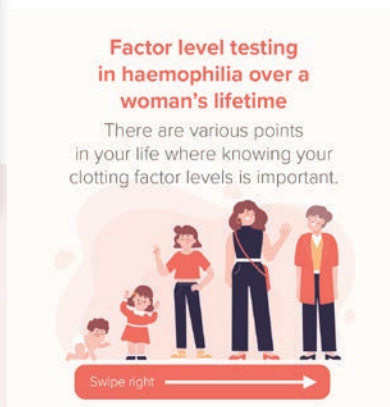 Factor level testing
in haemophilia over a
woman's lifetime
There are various points
in your life where knowing your
clotting factor levels is important.
Swipe right